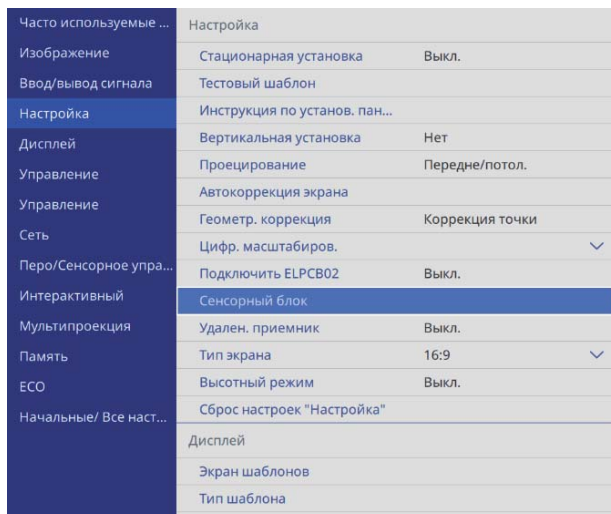 Часто используемые ...
Изображение
Ввод/вывод сигнала
Настройка
Дисплей
Управление
Управление
Сеть
Перо/Сенсорное упра...
Интерактивный
Мультипроекция
Память
ECO
Начальные/ Все наст...
Настройка
Стационарная установка Выкл.
Тестовый шаблон
Инструкция по установ. пан...
Вертикальная установка Нет
Проецирование Передне/потол.
Автокоррекция экрана
Геометр. коррекция Коррекция точки
Цифр. масштабиров.
Подключить ELPCB02 Выкл.
Сенсорный блок
Удален. приемник Выкл.
Тип экрана 16:9
Высотный режим Выкл.
Сброс настроек "Настройка"
Дисплей
Экран шаблонов
Тип шаблона